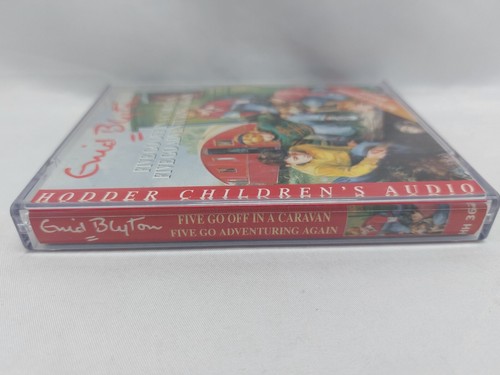 Enid Blyton
HODDER CHILDREN'S AUDIO
Enid Blyton
FIVE GO OFF IN A CARAVAN
FIVE GO ADVENTURING AGAIN